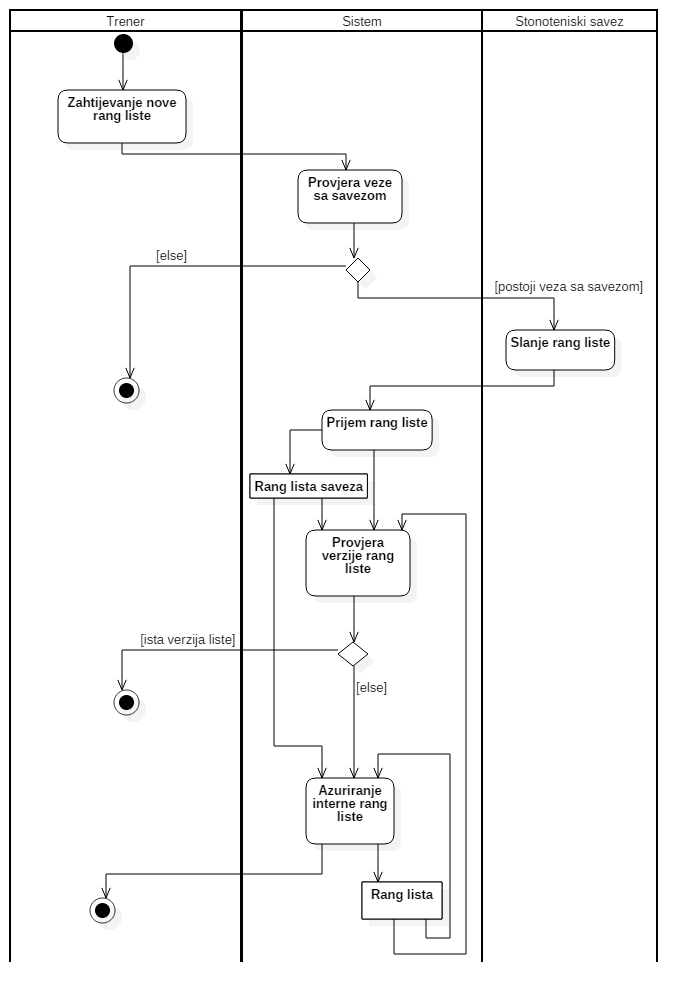 Trener
Sistem
Stonoteniski savez
Zahtijevanje nove
rang liste
Provjera veze
sa savezom
[else]
[postoji veza sa savezom]
Slanje rang liste
Prijem rang liste
Rang lista saveza
Provjera
verzije rang
liste
[ista verzija liste]
[else]
Azuriranje
interne rang
liste
Rang lista